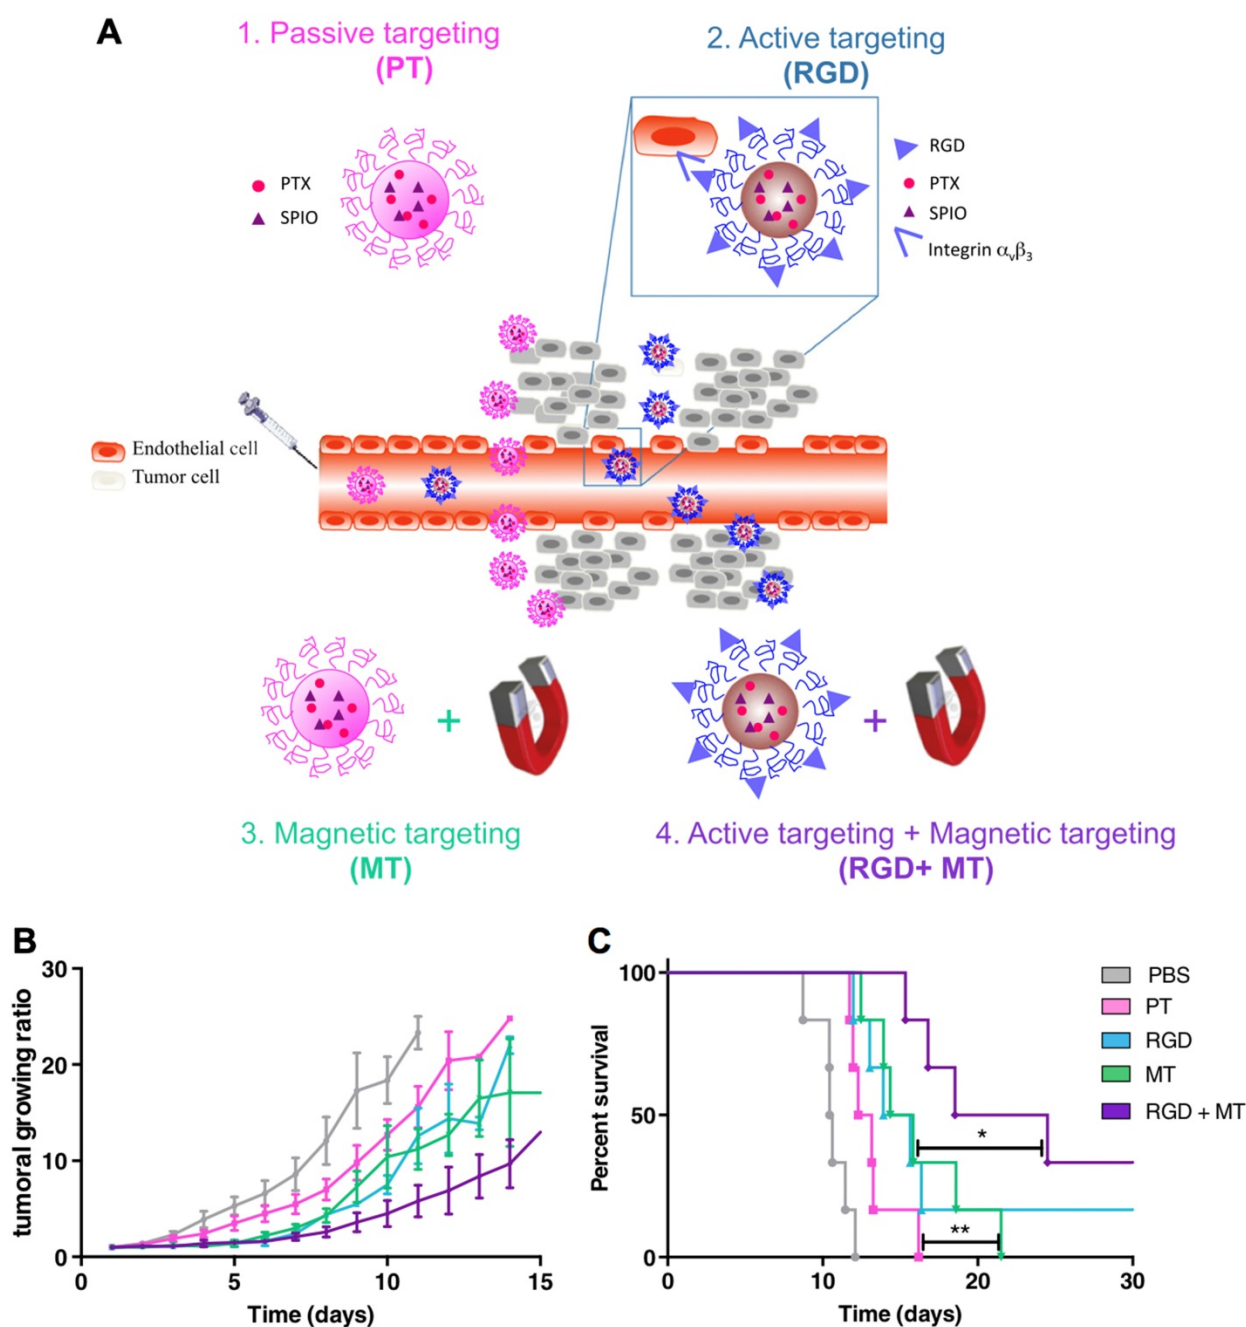 A
1. Passive targeting
(PT)
2. Active targeting
(RGD)
PTX
SPIO
RGD
PTX
SPIO
Integrin αvβ3
Endothelial cell
Tumor cell
+
+
3. Magnetic targeting
(MT)
4. Active targeting + Magnetic targeting
(RGD+ MT)
B
30
20
10
0
tumoral growing ratio
0
5
10
15
Time (days)
C
100
50
0
Percent survival
*
**
0
10
20
30
Time (days)
PBS
PT
RGD
MT
RGD + MT